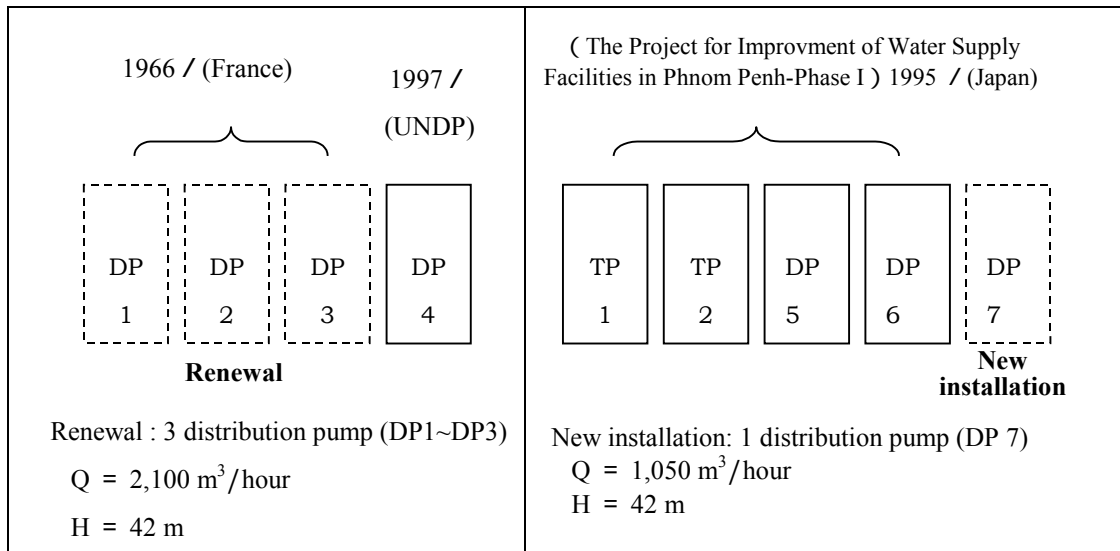 1966 / (France)
1997 /
(UNDP)
DP
1
DP
2
DP
3
DP
4
Renewal
Renewal : 3 distribution pump (DP1~DP3)
Q = 2,100 m³/hour
H = 42 m
( The Project for Improvment of Water Supply
Facilities in Phnom Penh-Phase I ) 1995 / (Japan)
TP
1
TP
2
DP
5
DP
6
DP
7
New
installation
New installation: 1 distribution pump (DP 7)
Q = 1,050 m³/hour
H = 42 m